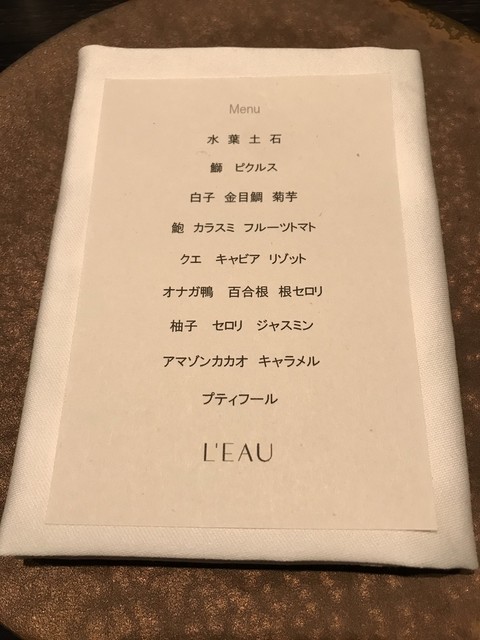 Menu
水 葉 土 石
鰤 ピクルス
白子 金目鯛 菊芋
鮑 カラスミ フルーツトマト
クエ キャビア リゾット
オナガ鴨 百合根 根セロリ
柚子 セロリ ジャスミン
アマゾンカカオ キャラメル
プティフール
L'EAU